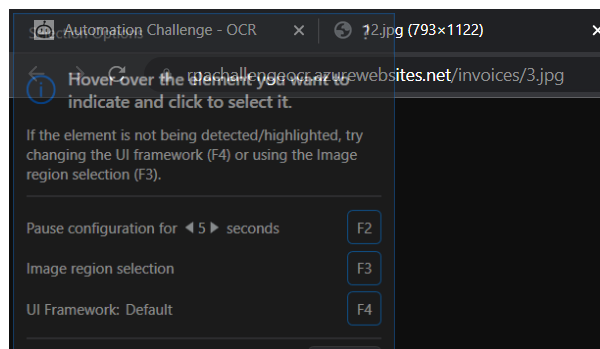 Selection Options
Automation Challenge - OCR
?
12.jpg (793×1122)
rpachallengeocr.azurewebsites.net/invoices/3.jpg
Hover over the element you want to
indicate and click to select it.
If the element is not being detected/highlighted, try
changing the UI framework (F4) or using the Image
region selection (F3).
Pause configuration for 5 seconds
F2
Image region selection
F3
UI Framework: Default
F4